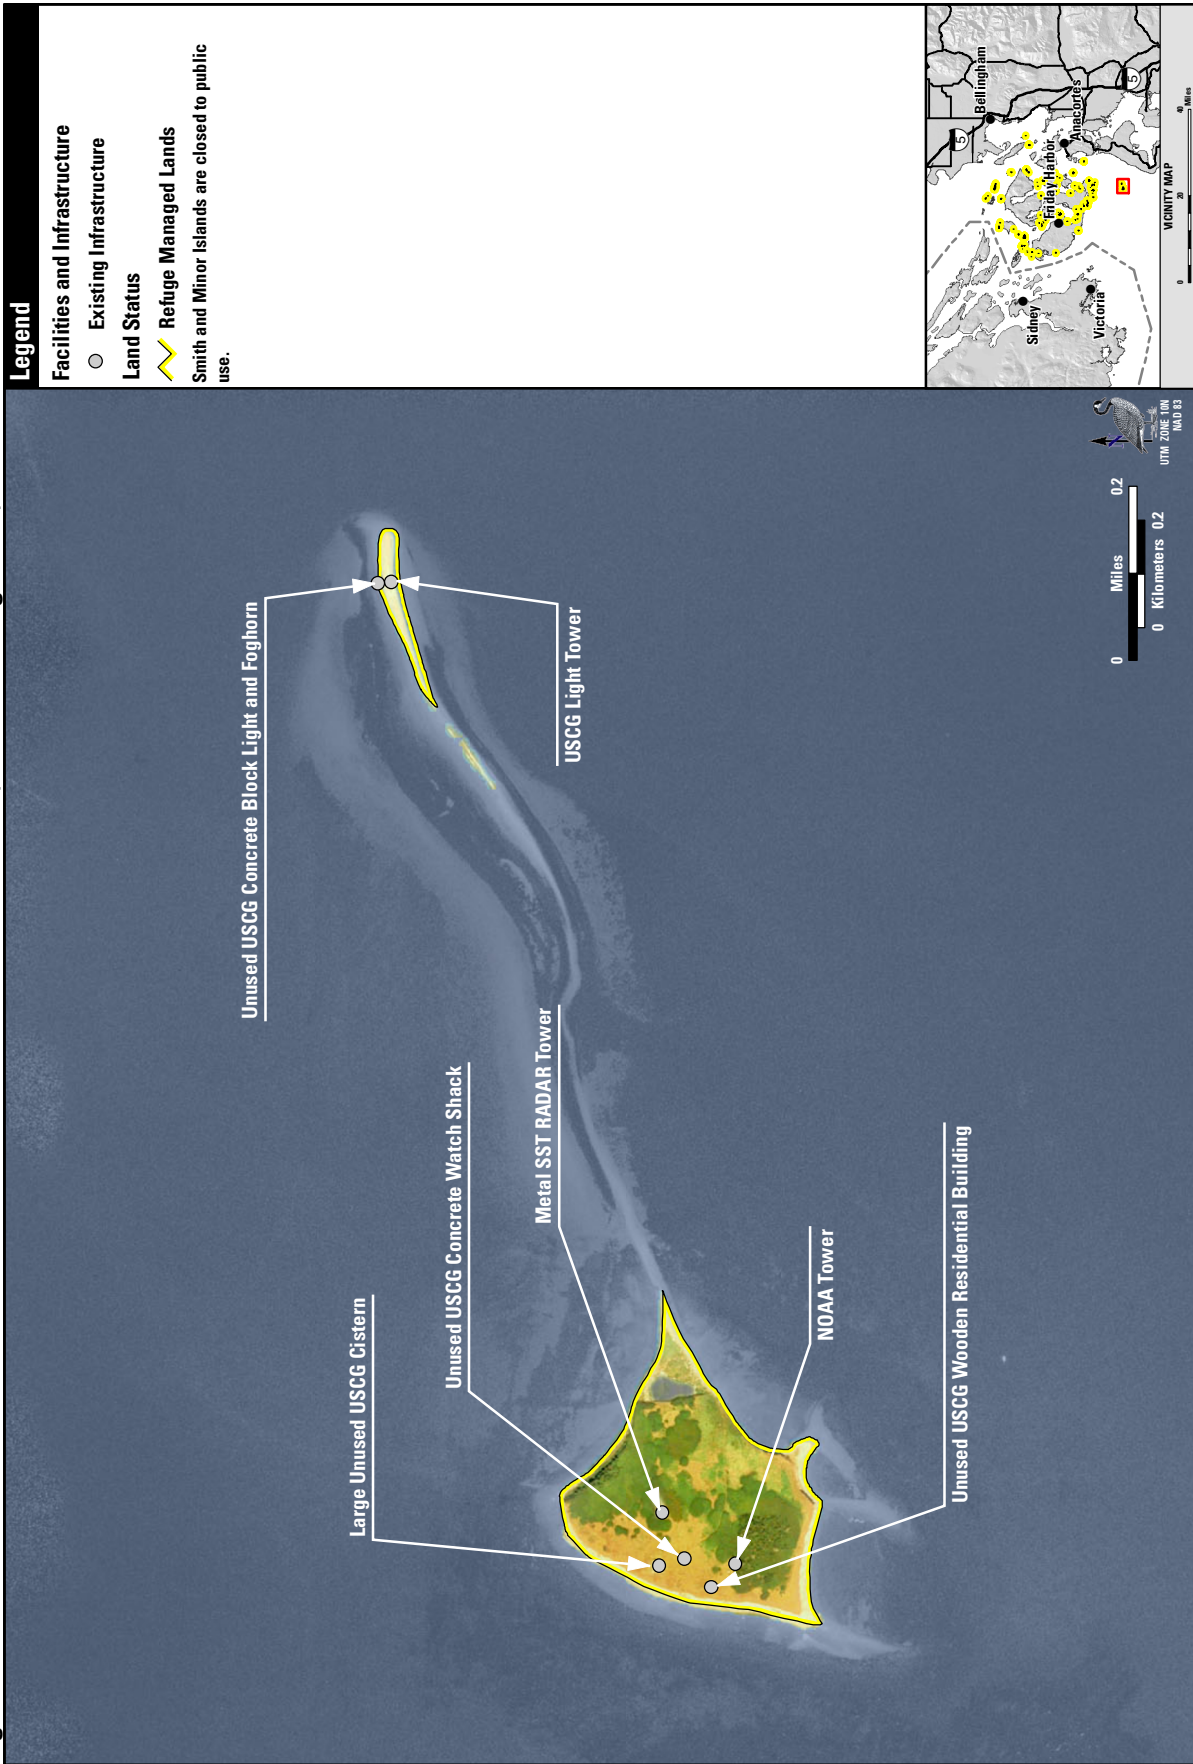 Legend
Facilities and Infrastructure
Existing Infrastructure
Land Status
Refuge Managed Lands
Smith and Minor Islands are closed to public
use.
Unused USCG Concrete Block Light and Foghorn
USCG Light Tower
Metal SST RADAR Tower
Unused USCG Concrete Watch Shack
Large Unused USCG Cistern
NOAA Tower
Unused USCG Wooden Residential Building
0 Miles 0.2
0 Kilometers 0.2
UTM ZONE 10N
NAD 83
Bellingham
5
Anacortes
5
Friday Harbor
Sidney
Victoria
VICINITY MAP
0 20 40
Miles